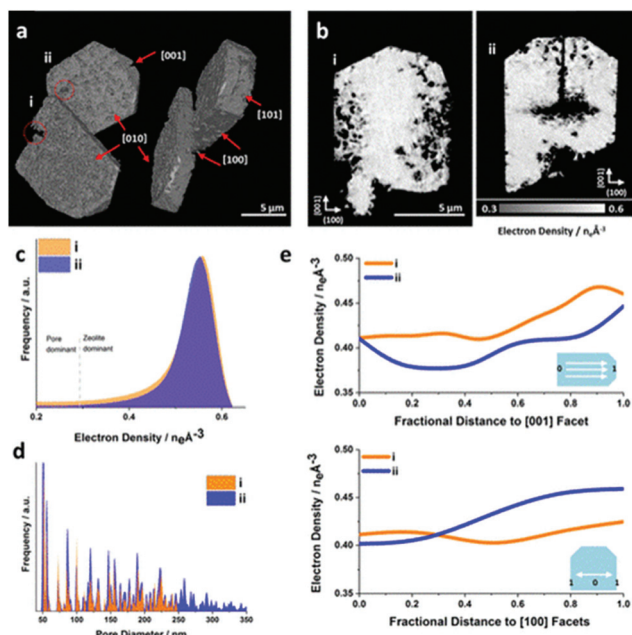 a
ii
[001]
i
[010]
[101]
[100]
5 µm
b
i
ii
[001]
(100)
5 µm
[001]
(100)
0.3
0.6
Electron Density / nₑÅ⁻³
c
i
ii
Frequency / a.u.
Pore dominant
Zeolite dominant
0.2
0.4
0.6
Electron Density / nₑÅ⁻³
d
i
ii
Frequency / a.u.
50
100
150
200
250
300
350
Pore Diameter / nm
e
i
ii
Electron Density / nₑÅ⁻³
0.50
0.45
0.40
0.35
0
1
0.0
0.2
0.4
0.6
0.8
1.0
Fractional Distance to [001] Facet
i
ii
Electron Density / nₑÅ⁻³
0.50
0.45
0.40
0.35
1
0
1
0.0
0.2
0.4
0.6
0.8
1.0
Fractional Distance to [100] Facets